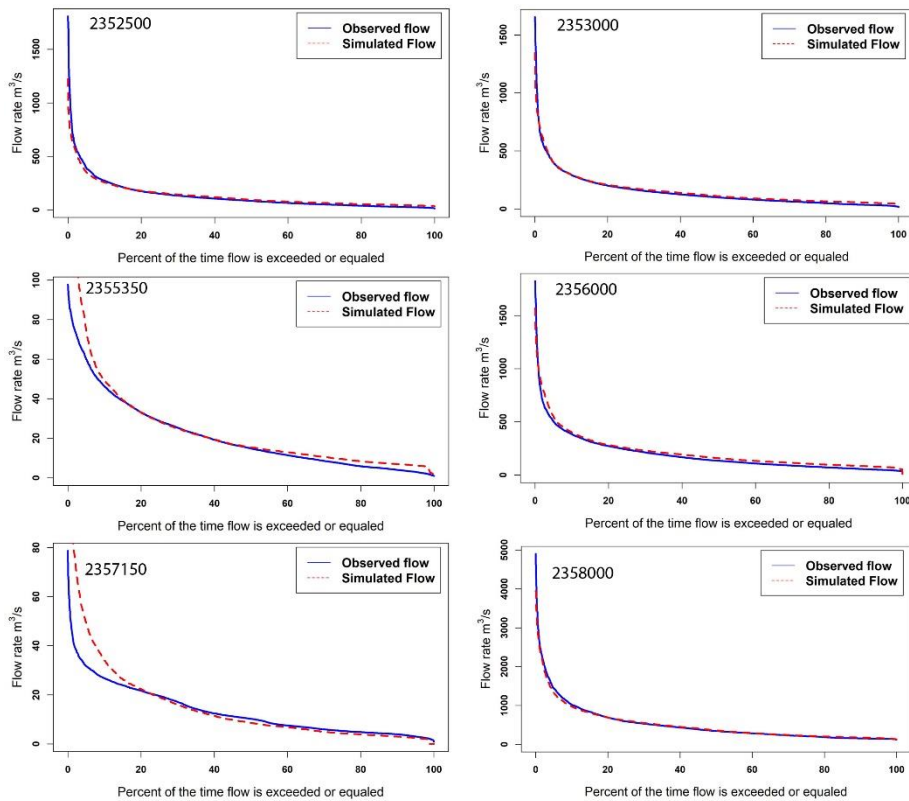 2352500
Observed flow
Simulated Flow
Flow rate m³/s
1500
1000
500
0
0 20 40 60 80 100
Percent of the time flow is exceeded or equaled
2353000
Observed flow
Simulated Flow
Flow rate m³/s
1500
1000
500
0
0 20 40 60 80 100
Percent of the time flow is exceeded or equaled
2355350
Observed flow
Simulated Flow
Flow rate m³/s
100
80
60
40
20
0
0 20 40 60 80 100
Percent of the time flow is exceeded or equaled
2356000
Observed flow
Simulated Flow
Flow rate m³/s
1500
1000
500
0
0 20 40 60 80 100
Percent of the time flow is exceeded or equaled
2357150
Observed flow
Simulated Flow
Flow rate m³/s
80
60
40
20
0
0 20 40 60 80 100
Percent of the time flow is exceeded or equaled
2358000
Observed flow
Simulated Flow
Flow rate m³/s
5000
4000
3000
2000
1000
0
0 20 40 60 80 100
Percent of the time flow is exceeded or equaled